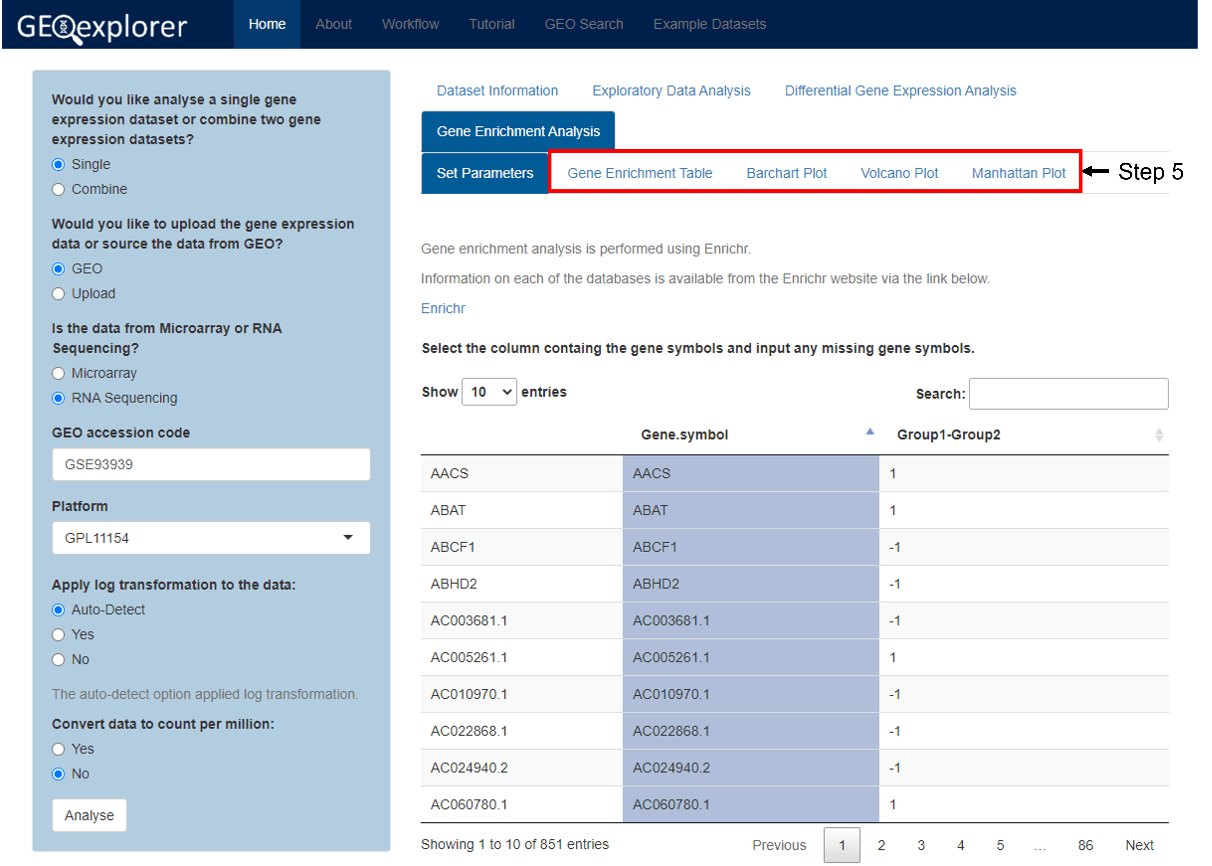 GEOexplorer
Home About Workflow Tutorial GEO Search Example Datasets
Would you like analyse a single gene
expression dataset or combine two gene
expression datasets?
Single
Combine
Would you like to upload the gene expression
data or source the data from GEO?
GEO
Upload
Is the data from Microarray or RNA
Sequencing?
Microarray
RNA Sequencing
GEO accession code
GSE93939
Platform
GPL11154
Apply log transformation to the data:
Auto-Detect
Yes
No
The auto-detect option applied log transformation.
Convert data to count per million:
Yes
No
Analyse
Dataset Information Exploratory Data Analysis Differential Gene Expression Analysis
Gene Enrichment Analysis
Set Parameters Gene Enrichment Table Barchart Plot Volcano Plot Manhattan Plot Step 5
Gene enrichment analysis is performed using Enrichr.
Information on each of the databases is available from the Enrichr website via the link below.
Enrichr
Select the column containg the gene symbols and input any missing gene symbols.
Show 10 entries Search:
Gene.symbol Group1-Group2
AACS AACS 1
ABAT ABAT 1
ABCF1 ABCF1 -1
ABHD2 ABHD2 -1
AC003681.1 AC003681.1 -1
AC005261.1 AC005261.1 1
AC010970.1 AC010970.1 -1
AC022868.1 AC022868.1 -1
AC024940.2 AC024940.2 -1
AC060780.1 AC060780.1 1
Showing 1 to 10 of 851 entries Previous 1 2 3 4 5 … 86 Next